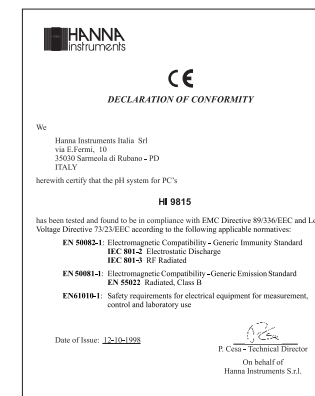 HANNA
instruments
CE
DECLARATION OF CONFORMITY
We
Hanna Instruments Italia Srl
via E.Fermi, 10
35030 Sarmeola di Rubano - PD
ITALY
herewith certify that the pH system for PC's
HI 9815
has been tested and found to be in compliance with EMC Directive 89/336/EEC and Lo
Voltage Directive 73/23/EEC according to the following applicable normatives:
EN 50082-1: Electromagnetic Compatibility - Generic Immunity Standard
IEC 801-2 Electrostatic Discharge
IEC 801-3 RF Radiated
EN 50081-1: Electromagnetic Compatibility - Generic Emission Standard
EN 55022 Radiated, Class B
EN61010-1: Safety requirements for electrical equipment for measurement,
control and laboratory use
Date of Issue: 12-10-1998
P. Cesa - Technical Director
On behalf of
Hanna Instruments S.r.l.